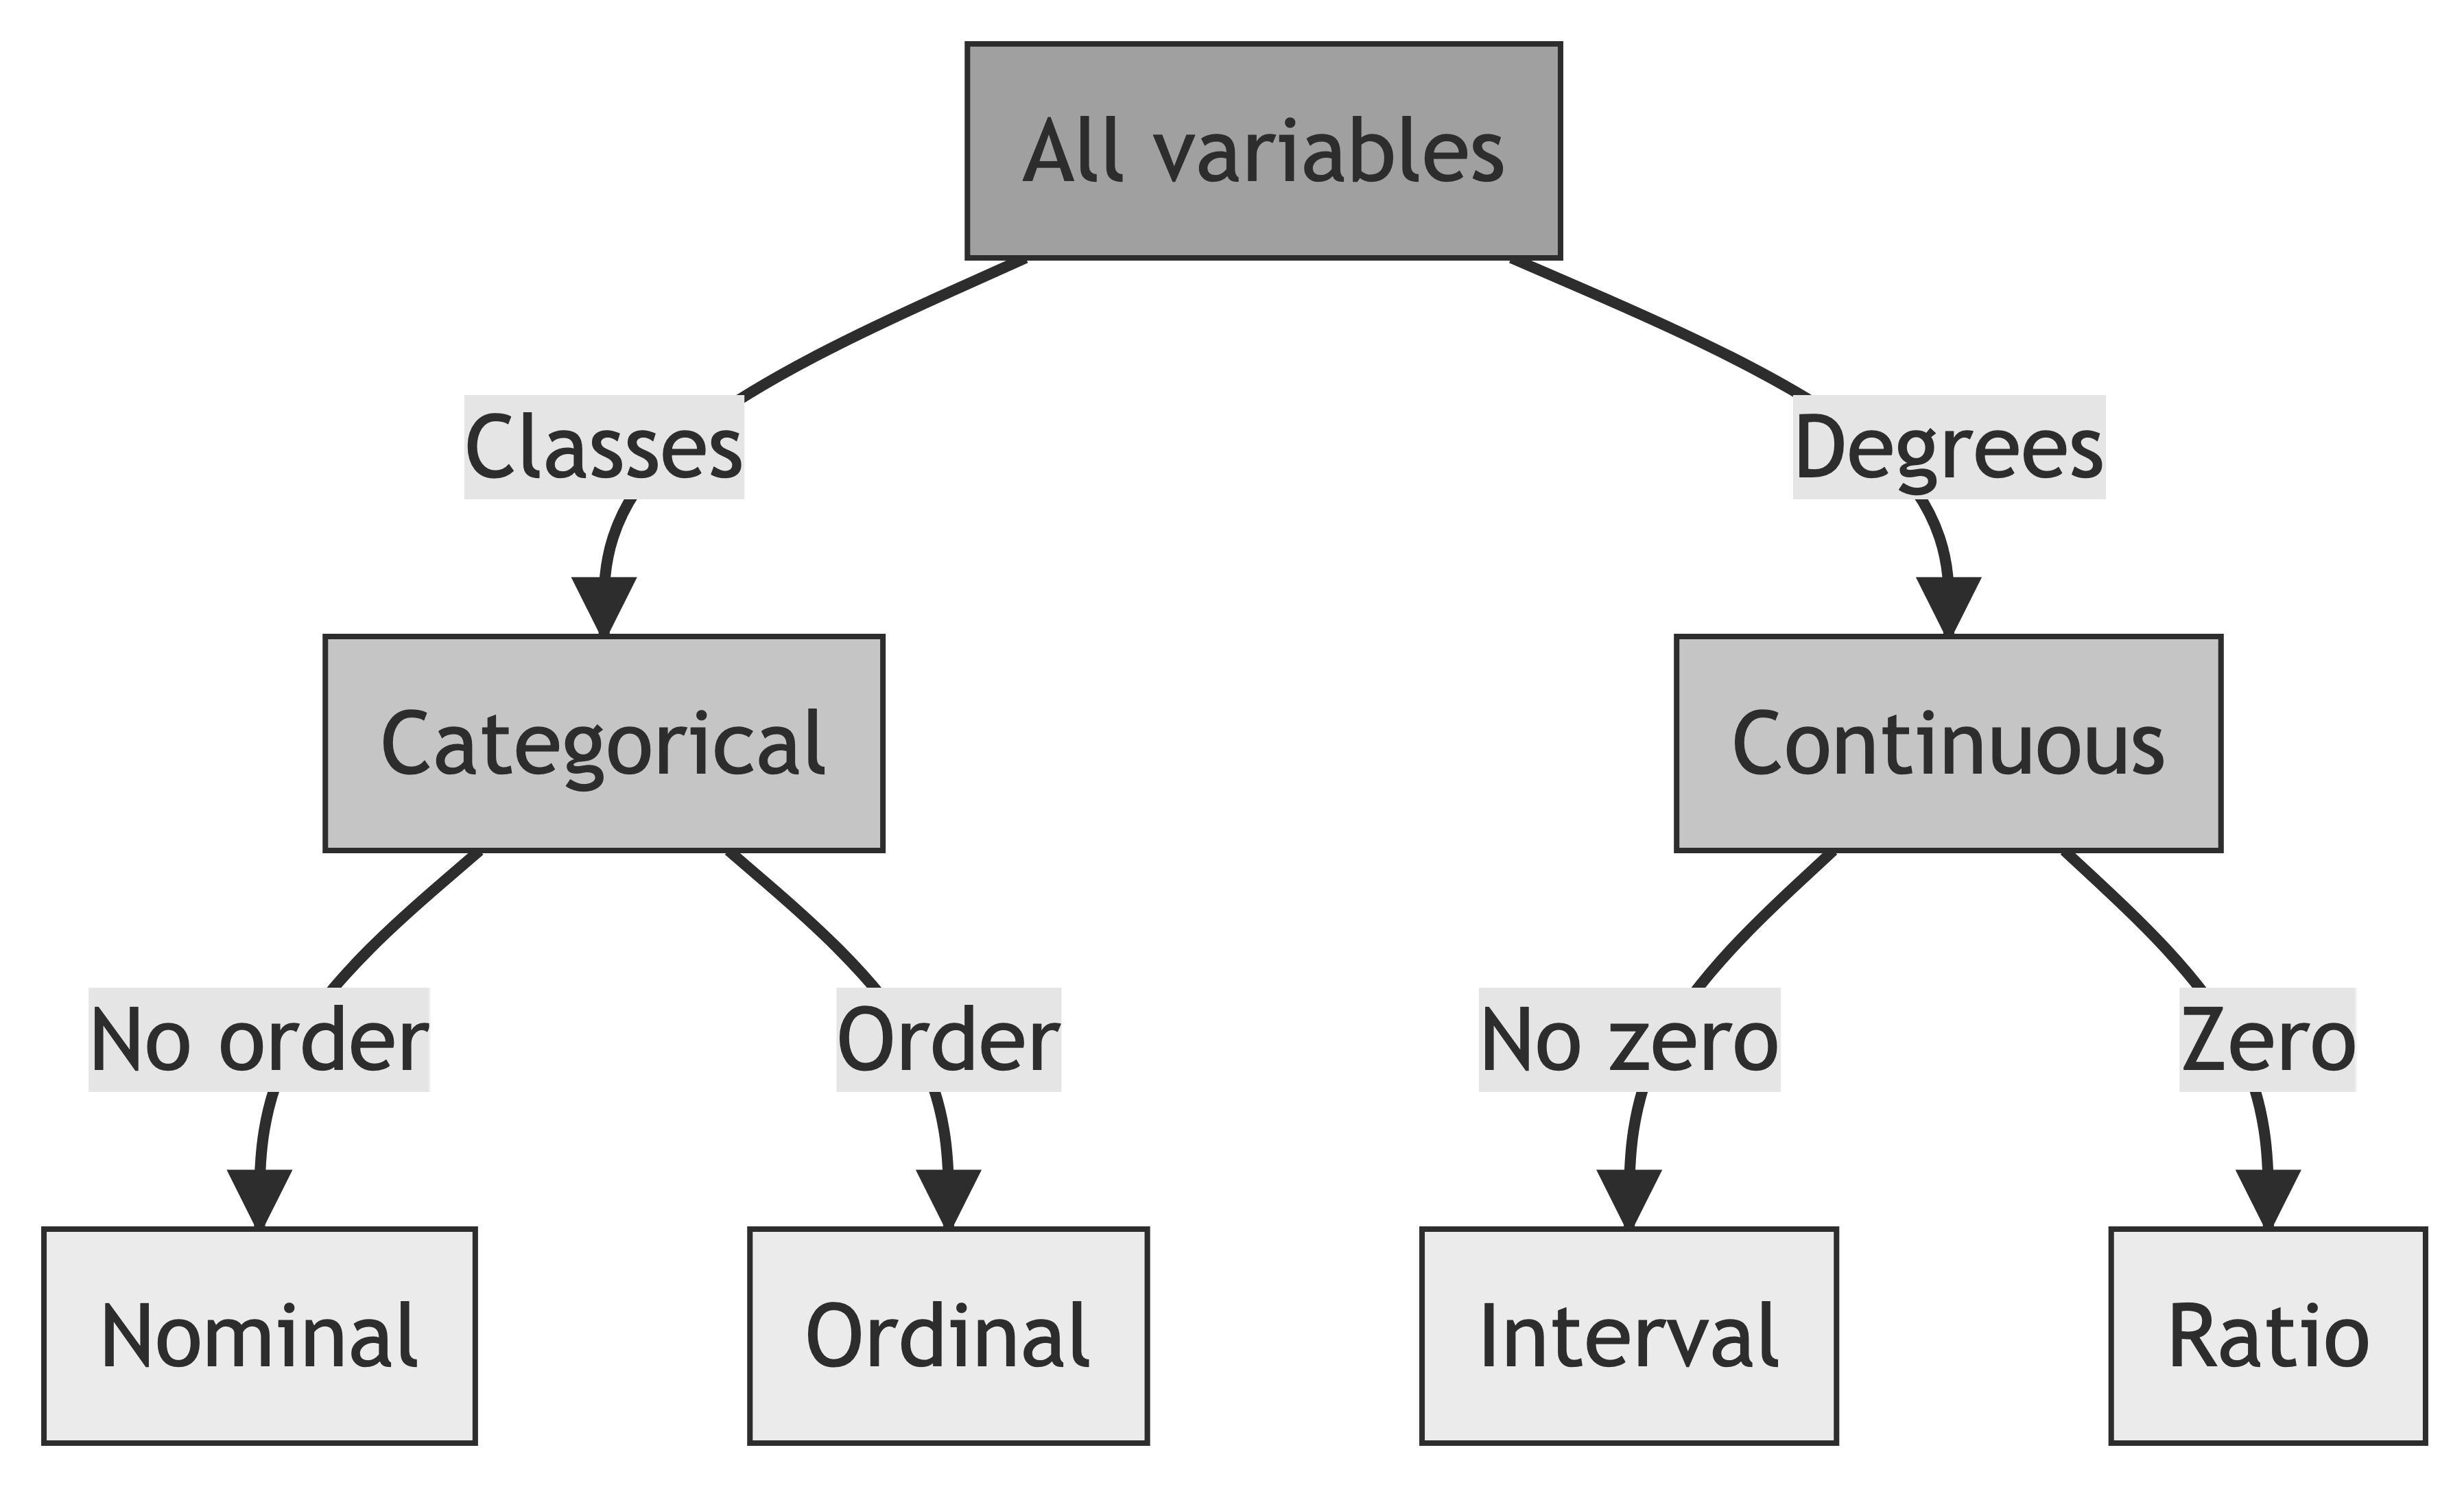 All variables
Classes
Degrees
Categorical
Continuous
No order
Order
No zero
Zero
Nominal
Ordinal
Interval
Ratio